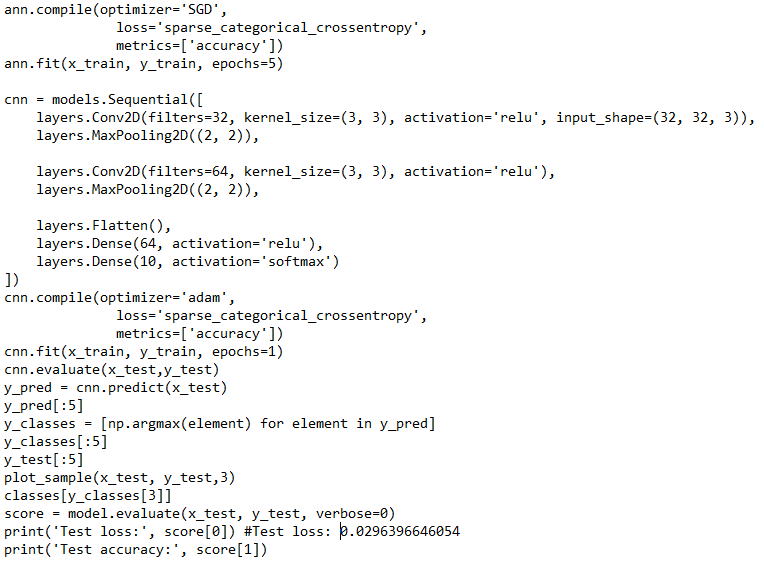 ann.compile(optimizer='SGD',
              loss='sparse_categorical_crossentropy',
              metrics=['accuracy'])
ann.fit(x_train, y_train, epochs=5)

cnn = models.Sequential([
    layers.Conv2D(filters=32, kernel_size=(3, 3), activation='relu', input_shape=(32, 32, 3)),
    layers.MaxPooling2D((2, 2)),

    layers.Conv2D(filters=64, kernel_size=(3, 3), activation='relu'),
    layers.MaxPooling2D((2, 2)),

    layers.Flatten(),
    layers.Dense(64, activation='relu'),
    layers.Dense(10, activation='softmax')
])
cnn.compile(optimizer='adam',
              loss='sparse_categorical_crossentropy',
              metrics=['accuracy'])
cnn.fit(x_train, y_train, epochs=1)
cnn.evaluate(x_test,y_test)
y_pred = cnn.predict(x_test)
y_pred[:5]
y_classes = [np.argmax(element) for element in y_pred]
y_classes[:5]
y_test[:5]
plot_sample(x_test, y_test,3)
classes[y_classes[3]]
score = model.evaluate(x_test, y_test, verbose=0)
print('Test loss:', score[0]) #Test loss: 0.0296396646054
print('Test accuracy:', score[1])